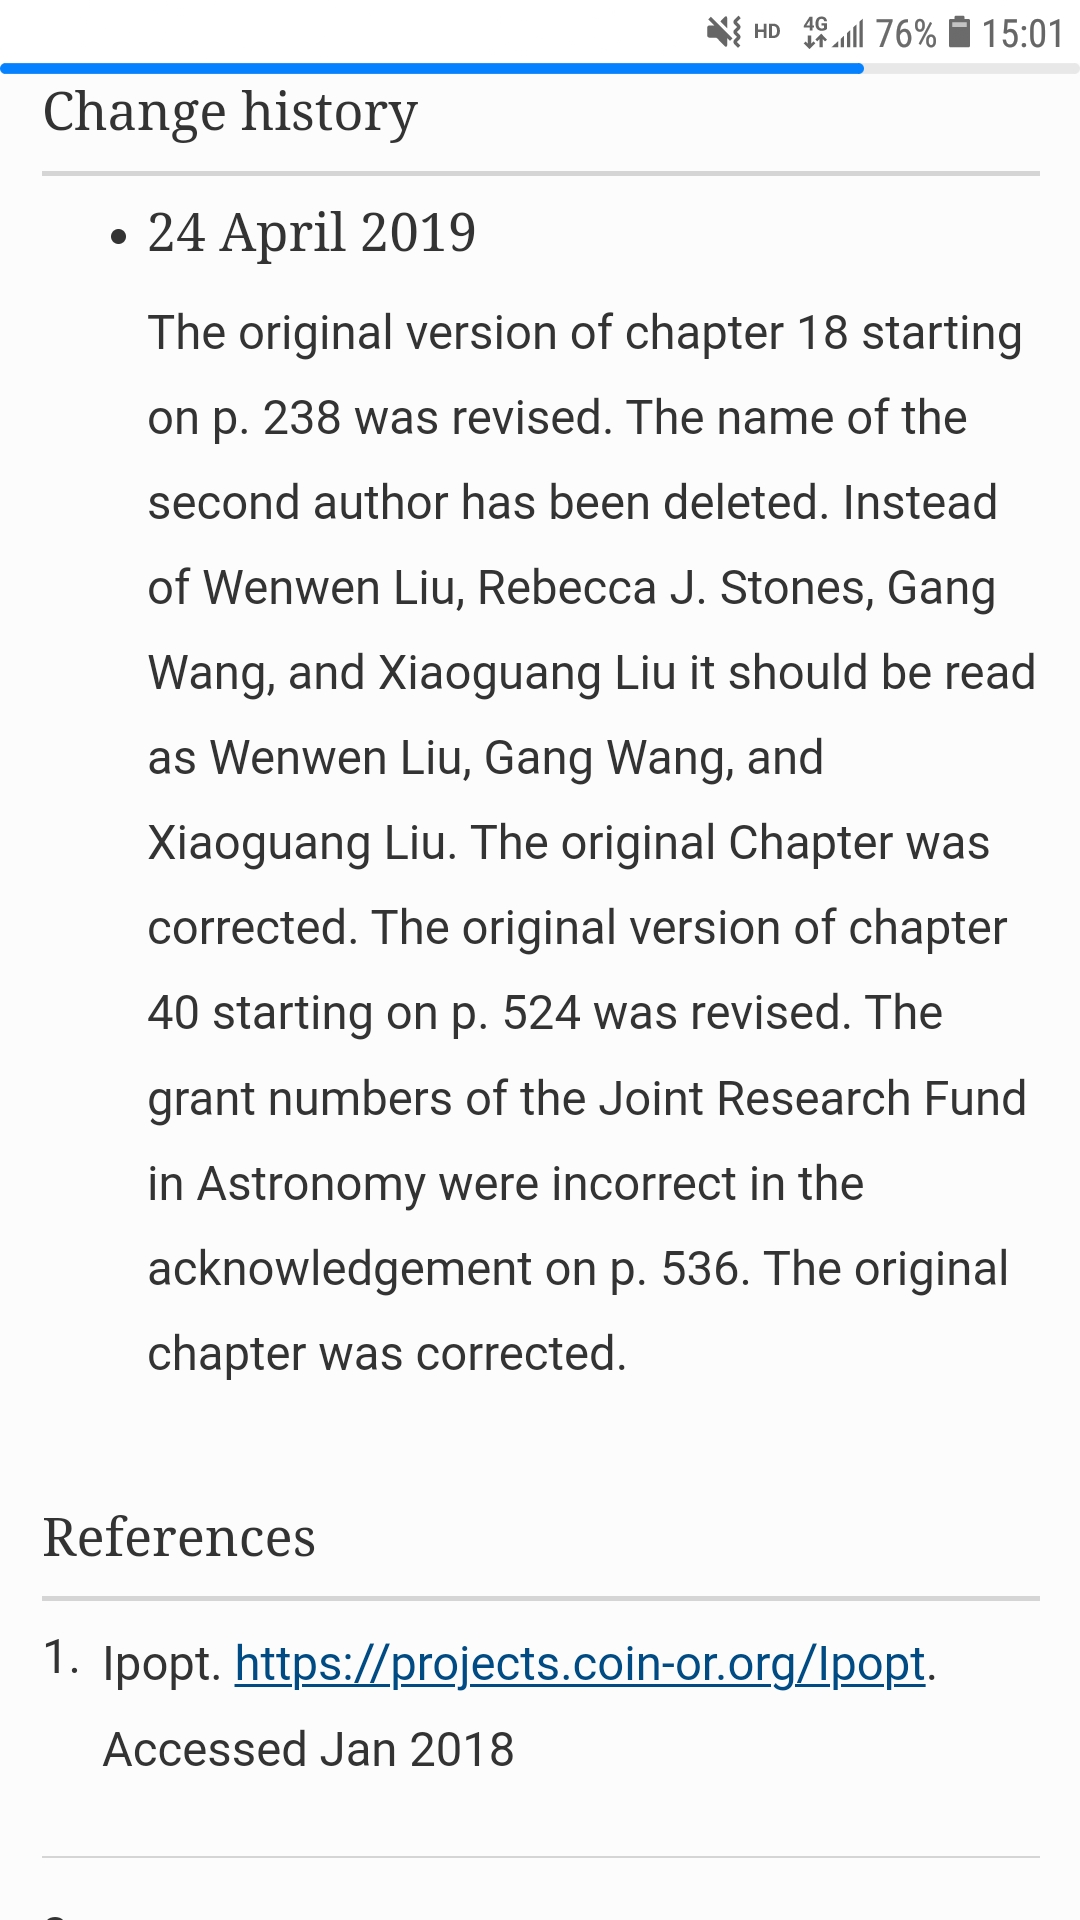 HD 4G 76% 15:01
Change history
• 24 April 2019
The original version of chapter 18 starting
on p. 238 was revised. The name of the
second author has been deleted. Instead
of Wenwen Liu, Rebecca J. Stones, Gang
Wang, and Xiaoguang Liu it should be read
as Wenwen Liu, Gang Wang, and
Xiaoguang Liu. The original Chapter was
corrected. The original version of chapter
40 starting on p. 524 was revised. The
grant numbers of the Joint Research Fund
in Astronomy were incorrect in the
acknowledgement on p. 536. The original
chapter was corrected.
References
1. Ipopt. https://projects.coin-or.org/Ipopt.
Accessed Jan 2018